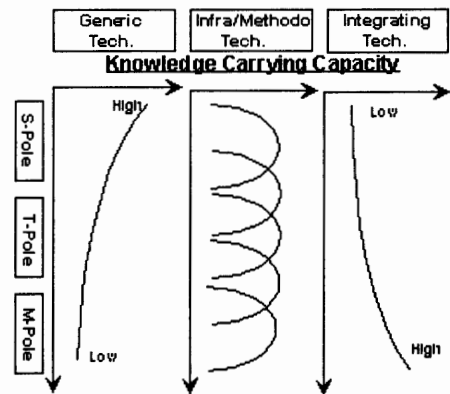 Generic
Tech.
Infra/Methodo
Tech.
Integrating
Tech.
Knowledge Carrying Capacity
High
Low
S-Pole
T-Pole
M-Pole
Low
High